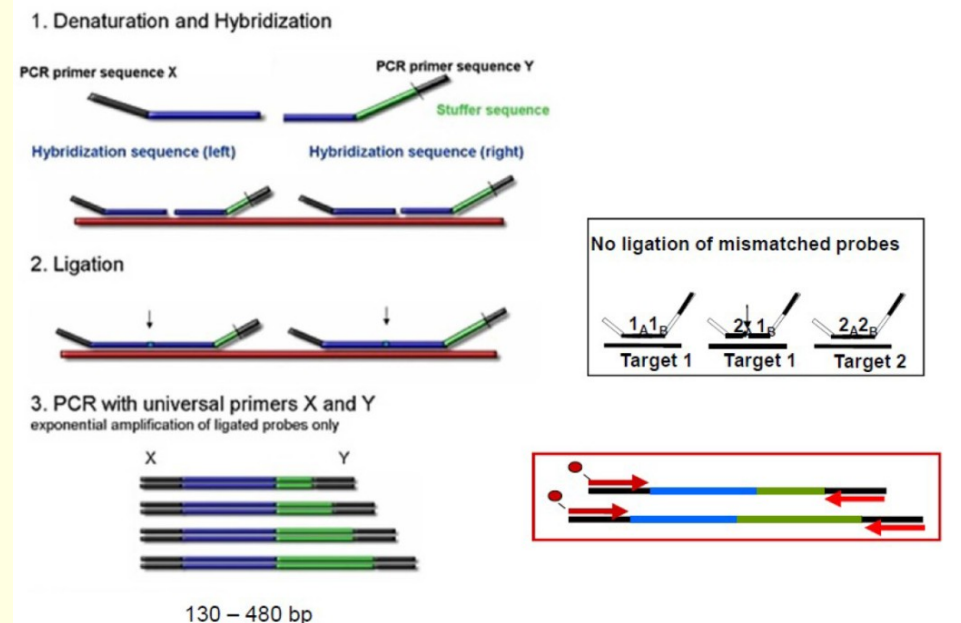 1. Denaturation and Hybridization
PCR primer sequence X
PCR primer sequence Y
Stuffer sequence
Hybridization sequence (left)
Hybridization sequence (right)
2. Ligation
No ligation of mismatched probes
1A1B
2A1B
2A2B
Target 1
Target 1
Target 2
3. PCR with universal primers X and Y
exponential amplification of ligated probes only
X
Y
130 – 480 bp